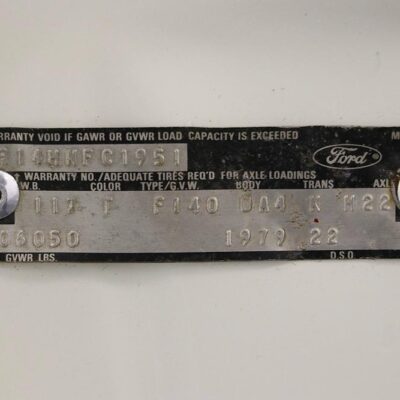 WARRANTY VOID IF GAWR OR GVWR LOAD CAPACITY IS EXCEEDED M
F14HNFC1951
Ford
WARRANTY NO./ADEQUATE TIRES REQ'D FOR AXLE LOADINGS
W.B. COLOR TYPE/G.V.W. BODY TRANS AXLE
117 F140 DA4 K H22
06050 1979 22
GVWR LBS. D.S.O.